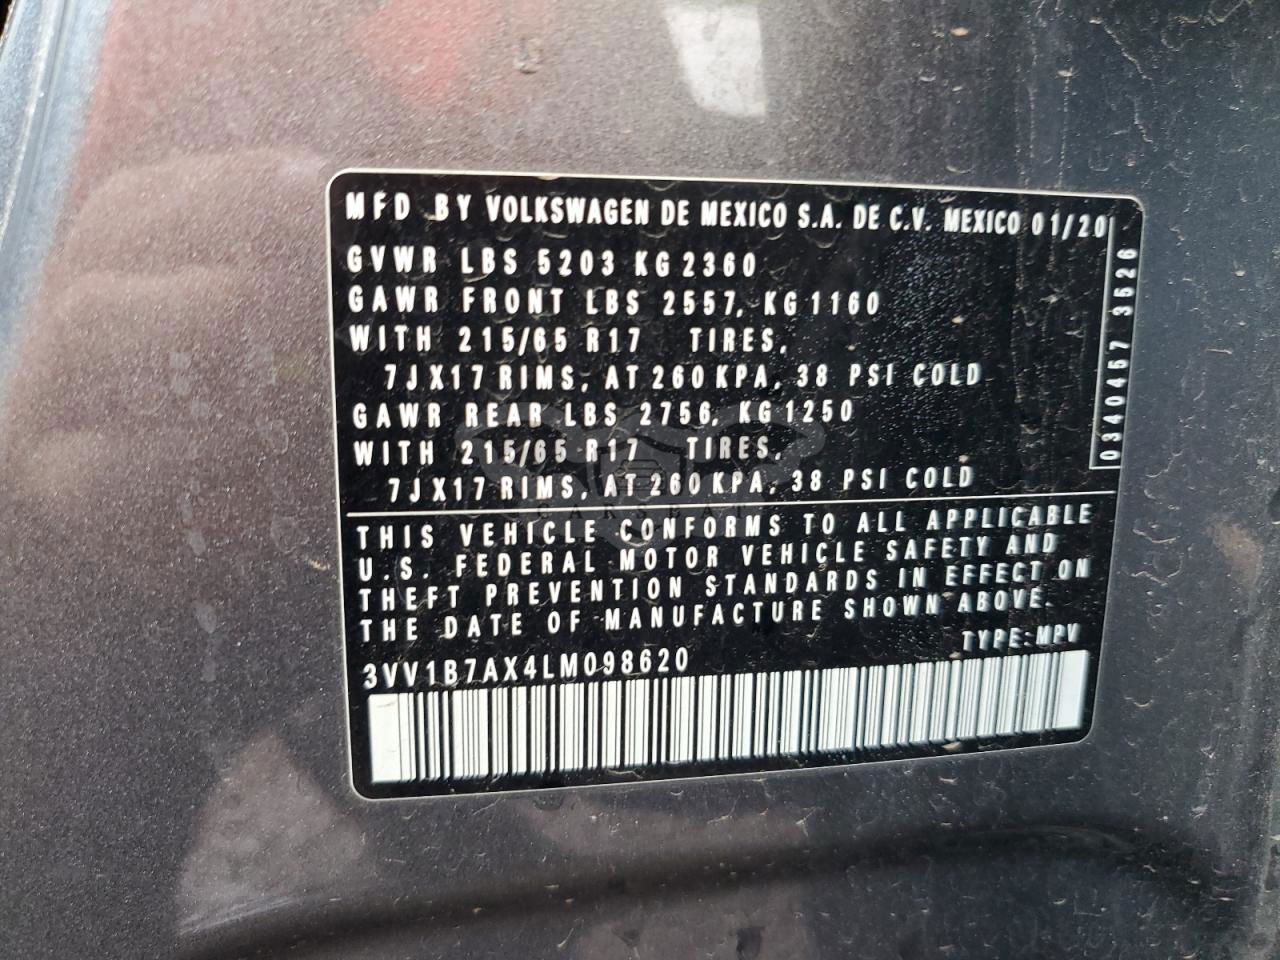 MFD BY VOLKSWAGEN DE MEXICO S.A. DE C.V. MEXICO 01/20
GVWR LBS 5203 KG 2360
GAWR FRONT LBS 2557, KG 1160
WITH 215/65 R17 TIRES,
7JX17 RIMS, AT 260 KPA, 38 PSI COLD
GAWR REAR LBS 2756, KG 1250
WITH 215/65 R17 TIRES,
7JX17 RIMS, AT 260 KPA, 38 PSI COLD
0340457 3526
THIS VEHICLE CONFORMS TO ALL APPLICABLE
U.S. FEDERAL MOTOR VEHICLE SAFETY AND
THEFT PREVENTION STANDARDS IN EFFECT ON
THE DATE OF MANUFACTURE SHOWN ABOVE.
TYPE: MPV
3VV1B7AX4LM098620